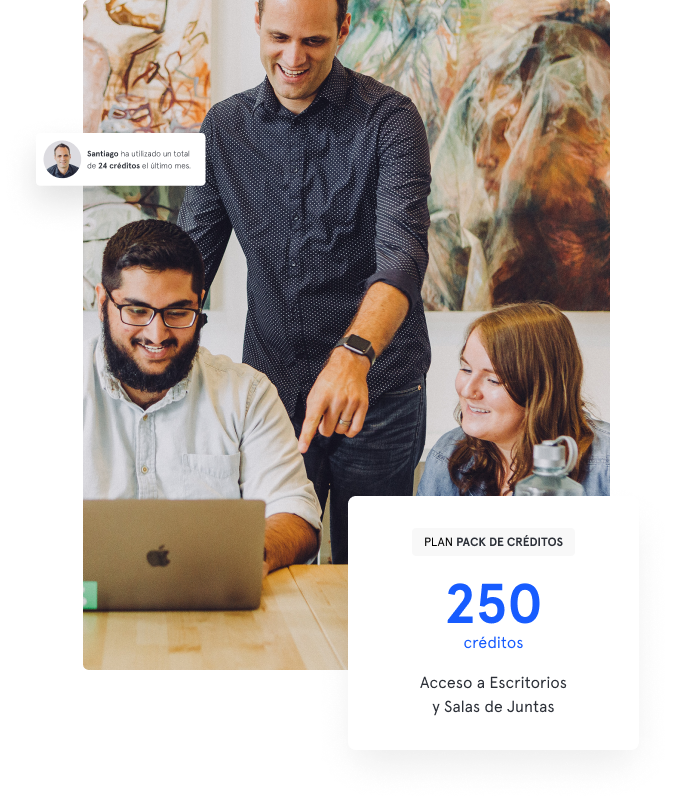 Santiago ha utilizado un total
de 24 créditos el último mes.
PLAN PACK DE CRÉDITOS
250
créditos
Acceso a Escritorios
y Salas de Juntas